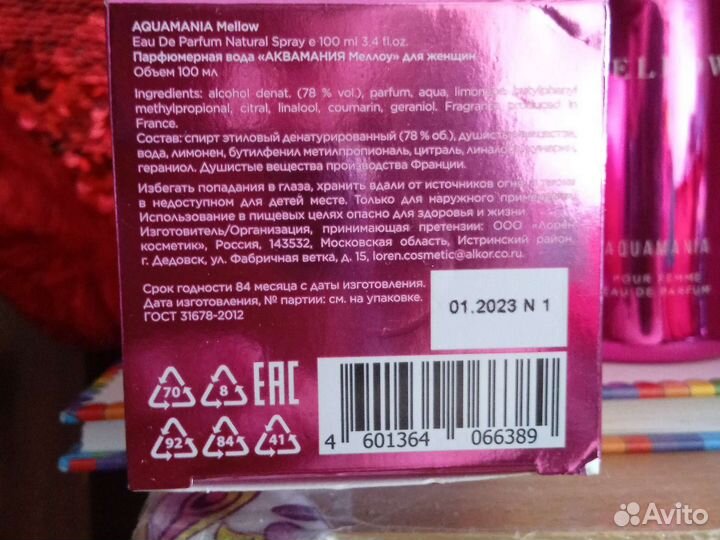 AQUAMANIA Mellow
Eau De Parfum Natural Spray e 100 ml 3.4 fl.oz.
Парфюмерная вода «АКВАМАНИЯ Меллоу» для женщин
Объем 100 мл
Ingredients: alcohol denat. (78 % vol.), parfum, aqua, limonene, butylphenyl
methylpropional, citral, linalool, coumarin, geraniol. Fragrance produced in
France.
Состав: спирт этиловый денатурированный (78 % об.), душистые вещества,
вода, лимонен, бутилфенил метилпропиональ, цитраль, линалоол, кумарин,
гераниол. Душистые вещества производства Франции.
Избегать попадания в глаза, хранить вдали от источников огня и тепла
в недоступном для детей месте. Только для наружного применения.
Использование в пищевых целях опасно для здоровья и жизни.
Изготовитель/Организация, принимающая претензии: ООО «Лорен
косметик», Россия, 143532, Московская область, Истринский район,
г. Дедовск, ул. Фабричная ветка, д. 15, loren.cosmetic@alkor.co.ru
Срок годности 84 месяца с даты изготовления.
Дата изготовления, № партии: см. на упаковке.
ГОСТ 31678-2012
01.2023 N 1
70 8 EAC
92 84 41
4 601364 066389
ELLOW
AQUAMANIA
POUR FEMME
EAU DE PARFUM
Avito